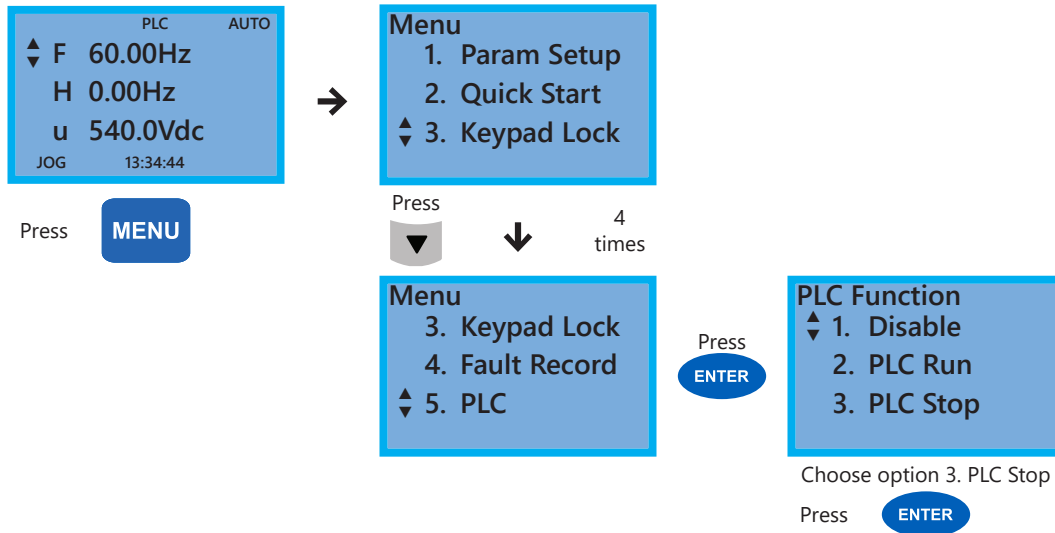 PLC AUTO
F 60.00Hz
H 0.00Hz
u 540.0Vdc
JOG 13:34:44
Press MENU
Menu
1. Param Setup
2. Quick Start
3. Keypad Lock
Press
4
times
Menu
3. Keypad Lock
4. Fault Record
5. PLC
Press
ENTER
PLC Function
1. Disable
2. PLC Run
3. PLC Stop
Choose option 3. PLC Stop
Press ENTER